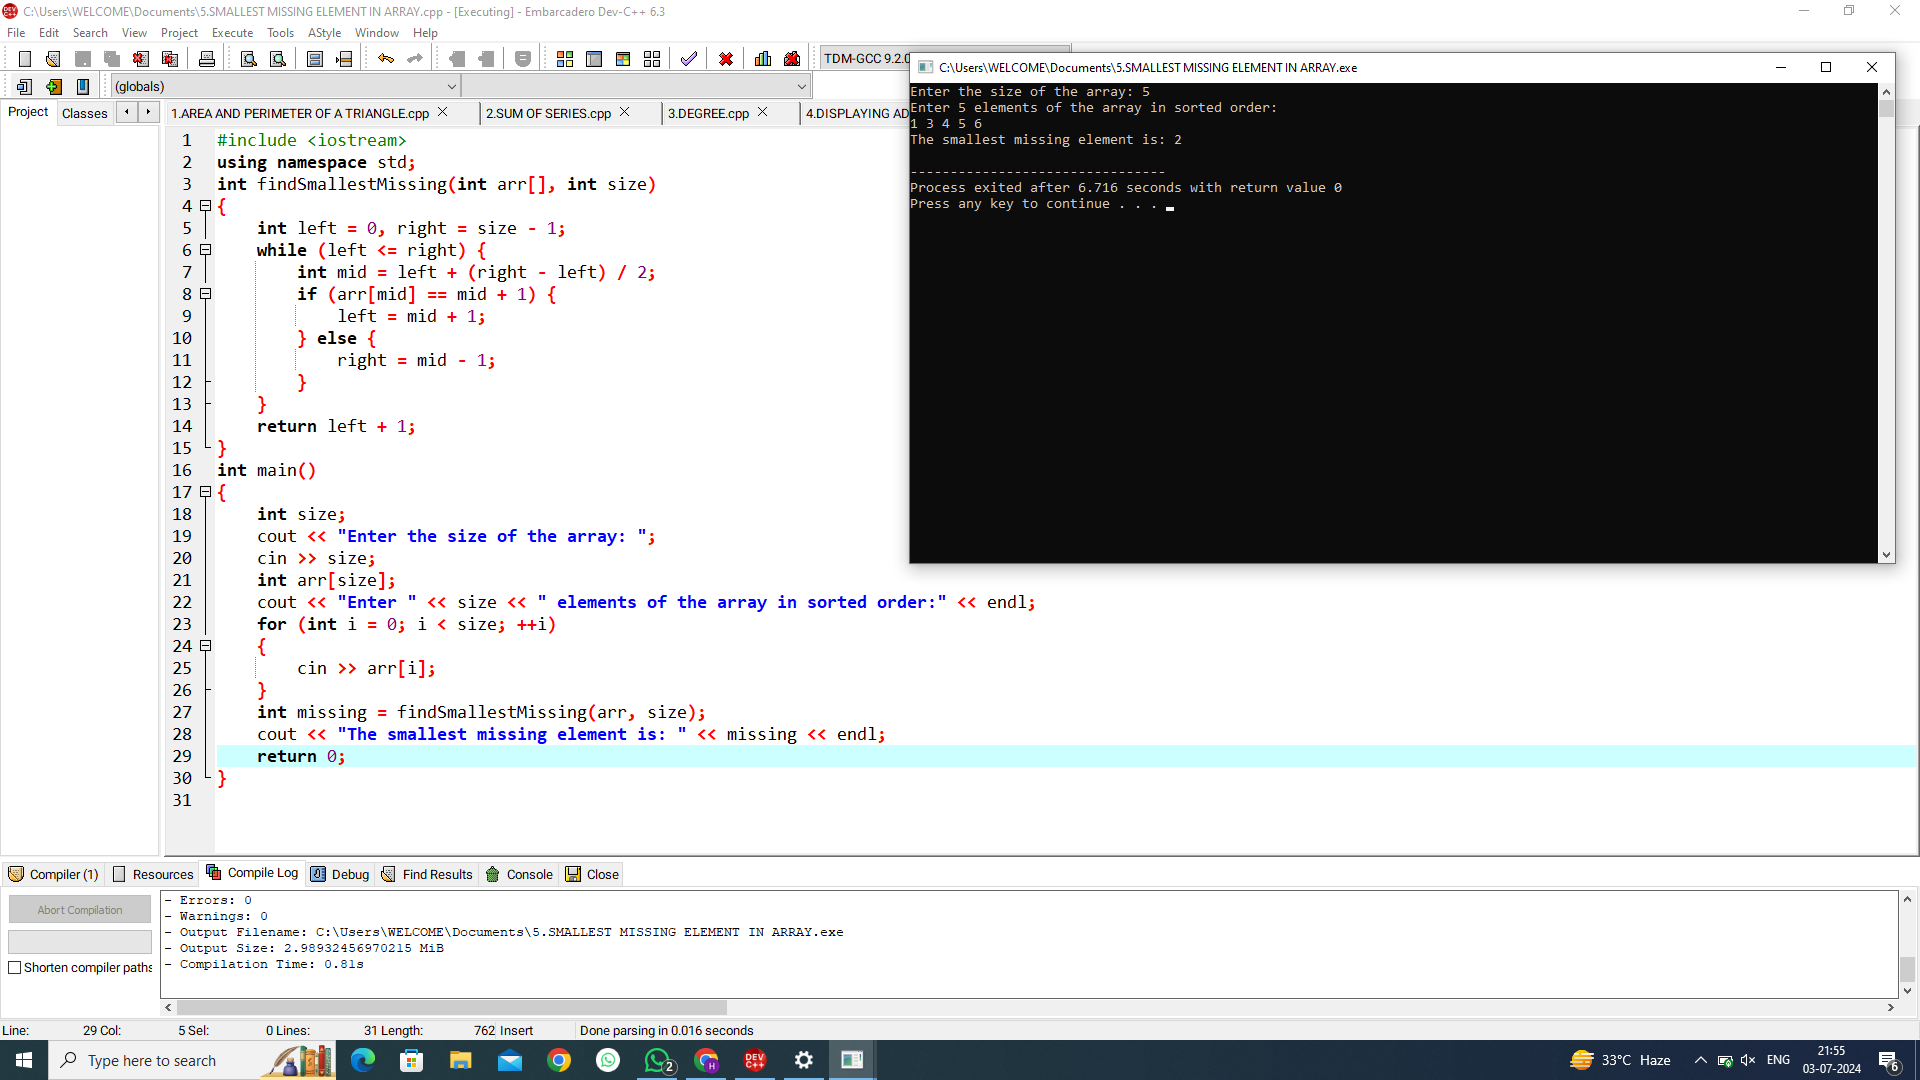 C:\Users\WELCOME\Documents\5.SMALLEST MISSING ELEMENT IN ARRAY.cpp - [Executing] - Embarcadero Dev-C++ 6.3
File Edit Search View Project Execute Tools AStyle Window Help
TDM-GCC 9.2.0
(globals)
Project Classes
1.AREA AND PERIMETER OF A TRIANGLE.cpp 2.SUM OF SERIES.cpp 3.DEGREE.cpp 4.DISPLAYING AD
1 #include <iostream>
2 using namespace std;
3 int findSmallestMissing(int arr[], int size)
4 {
5 int left = 0, right = size - 1;
6 while (left <= right) {
7 int mid = left + (right - left) / 2;
8 if (arr[mid] == mid + 1) {
9 left = mid + 1;
10 } else {
11 right = mid - 1;
12 }
13 }
14 return left + 1;
15 }
16 int main()
17 {
18 int size;
19 cout << "Enter the size of the array: ";
20 cin >> size;
21 int arr[size];
22 cout << "Enter " << size << " elements of the array in sorted order:" << endl;
23 for (int i = 0; i < size; ++i)
24 {
25 cin >> arr[i];
26 }
27 int missing = findSmallestMissing(arr, size);
28 cout << "The smallest missing element is: " << missing << endl;
29 return 0;
30 }
31
C:\Users\WELCOME\Documents\5.SMALLEST MISSING ELEMENT IN ARRAY.exe
Enter the size of the array: 5
Enter 5 elements of the array in sorted order:
1 3 4 5 6
The smallest missing element is: 2
--------------------------------
Process exited after 6.716 seconds with return value 0
Press any key to continue . . .
Compiler (1) Resources Compile Log Debug Find Results Console Close
Abort Compilation
Shorten compiler paths
- Errors: 0
- Warnings: 0
- Output Filename: C:\Users\WELCOME\Documents\5.SMALLEST MISSING ELEMENT IN ARRAY.exe
- Output Size: 2.98932456970215 MiB
- Compilation Time: 0.81s
Line: 29 Col: 5 Sel: 0 Lines: 31 Length: 762 Insert Done parsing in 0.016 seconds
Type here to search
2
H
DEV C++
33°C Haze
ENG
21:55
03-07-2024
6